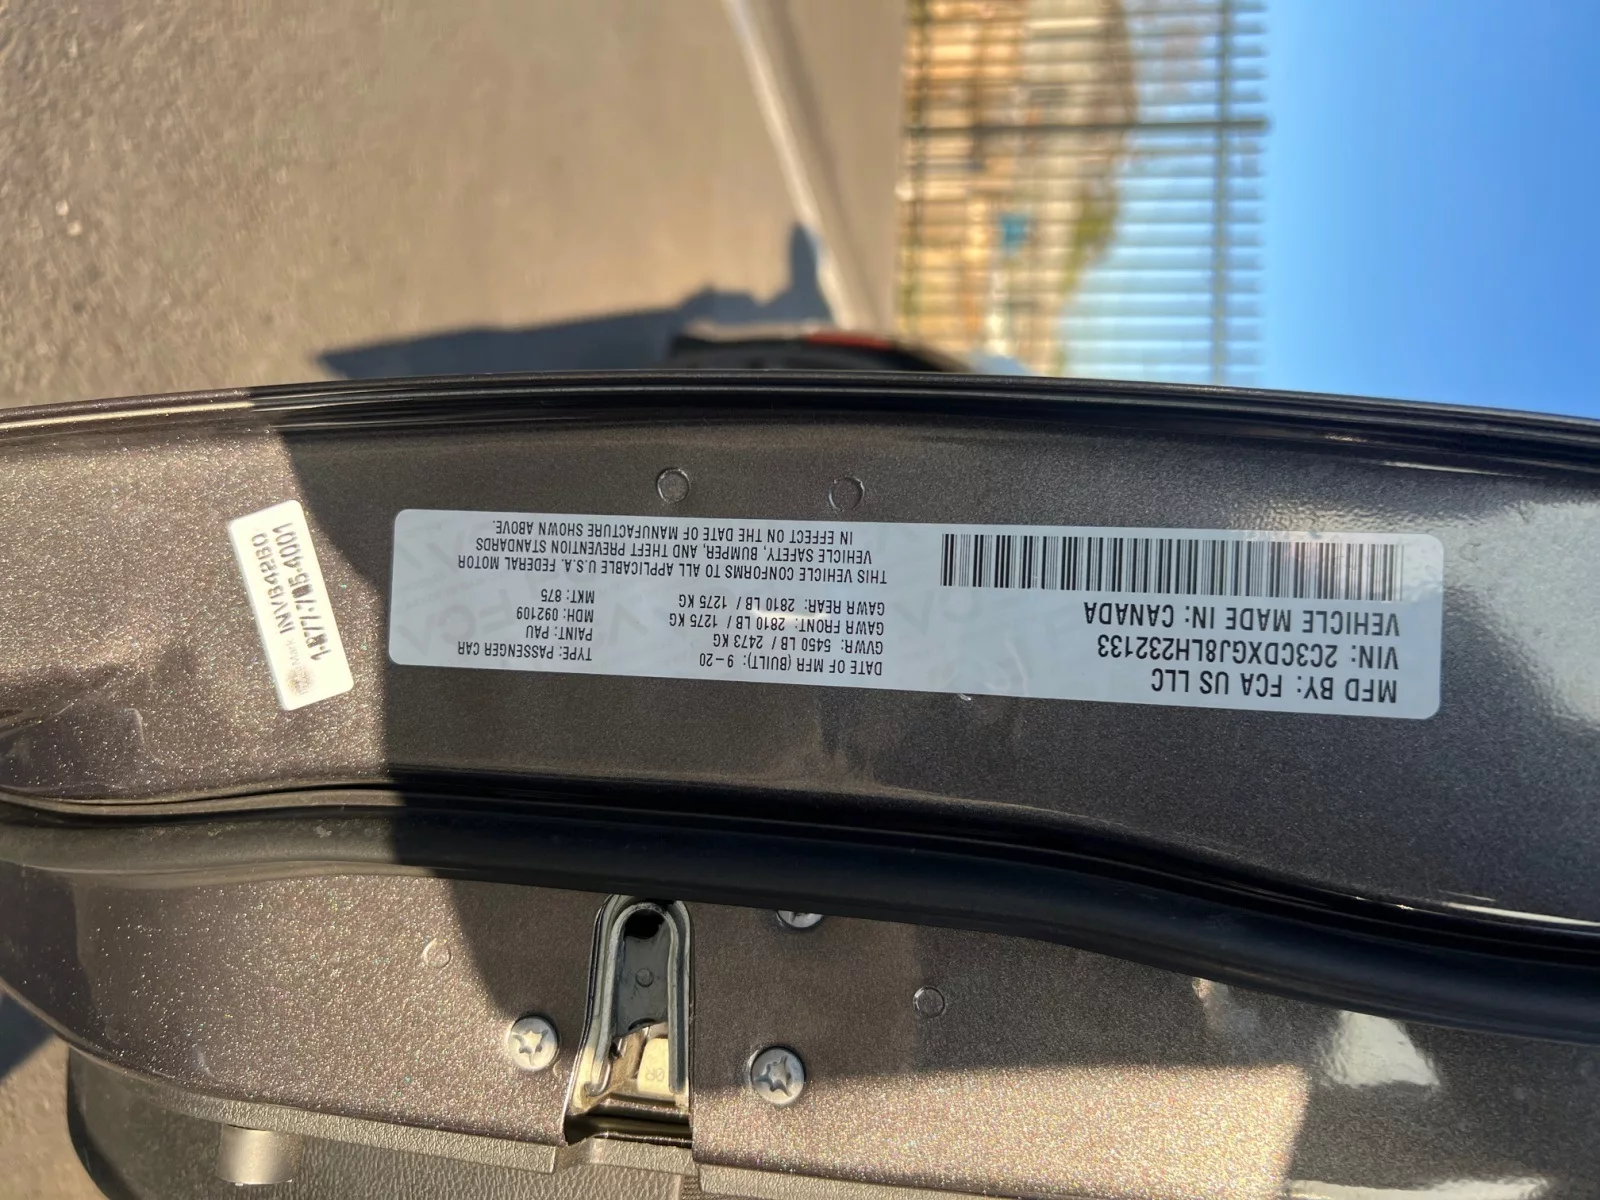 MFD BY: FCA US LLC
VIN: 2C3CDXGJ8LH232133
VEHICLE MADE IN: CANADA
DATE OF MFR (BUILT): 9-20
GVWR: 5450 LB / 2473 KG
GAWR FRONT: 2810 LB / 1275 KG
GAWR REAR: 2810 LB / 1275 KG
TYPE: PASSENGER CAR
PAINT: PAU
MDH: 092109
MKT: 875
THIS VEHICLE CONFORMS TO ALL APPLICABLE U.S.A. FEDERAL MOTOR
VEHICLE SAFETY, BUMPER, AND THEFT PREVENTION STANDARDS
IN EFFECT ON THE DATE OF MANUFACTURE SHOWN ABOVE.